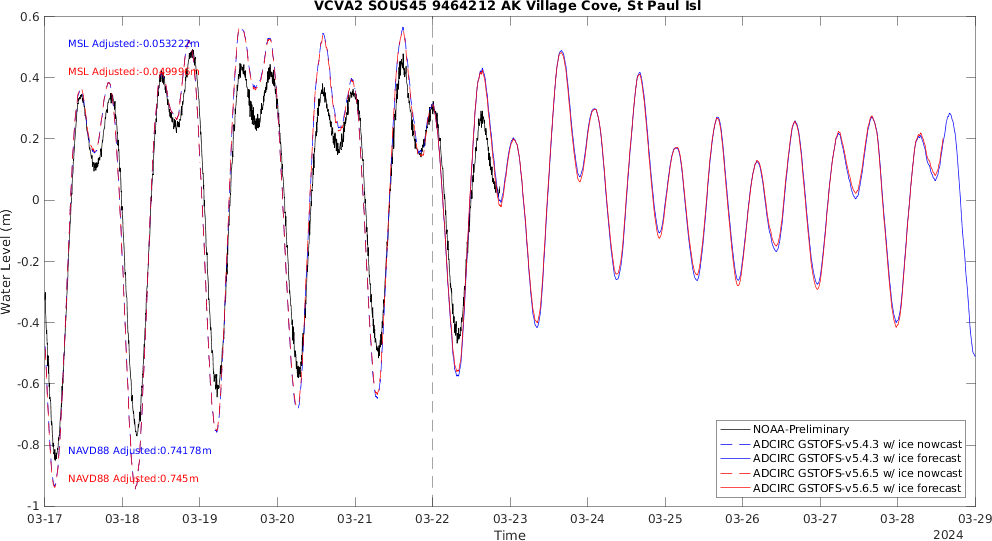 VCVA2 SOUS45 9464212 AK Village Cove, St Paul Isl
0.6
MSL Adjusted:-0.053222m
MSL Adjusted:-0.049996m
0.4
0.2
0
-0.2
-0.4
-0.6
-0.8
-1
Water Level (m)
NAVD88 Adjusted:0.74178m
NAVD88 Adjusted:0.745m
NOAA-Preliminary
ADCIRC GSTOFS-v5.4.3 w/ ice nowcast
ADCIRC GSTOFS-v5.4.3 w/ ice forecast
ADCIRC GSTOFS-v5.6.5 w/ ice nowcast
ADCIRC GSTOFS-v5.6.5 w/ ice forecast
03-17 03-18 03-19 03-20 03-21 03-22 03-23 03-24 03-25 03-26 03-27 03-28 03-29
Time
2024